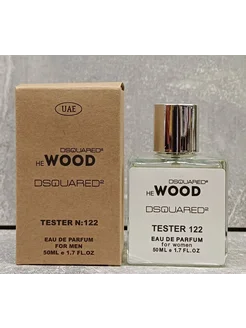 UAE
DSQUARED²
HE WOOD
DSQUARED²
TESTER N:122
EAU DE PARFUM
FOR MEN
50ML e 1.7 FL.OZ
DSQUARED²
HE WOOD
DSQUARED²
TESTER 122
EAU DE PARFUM
for women
50ML e 1.7 FL.OZ